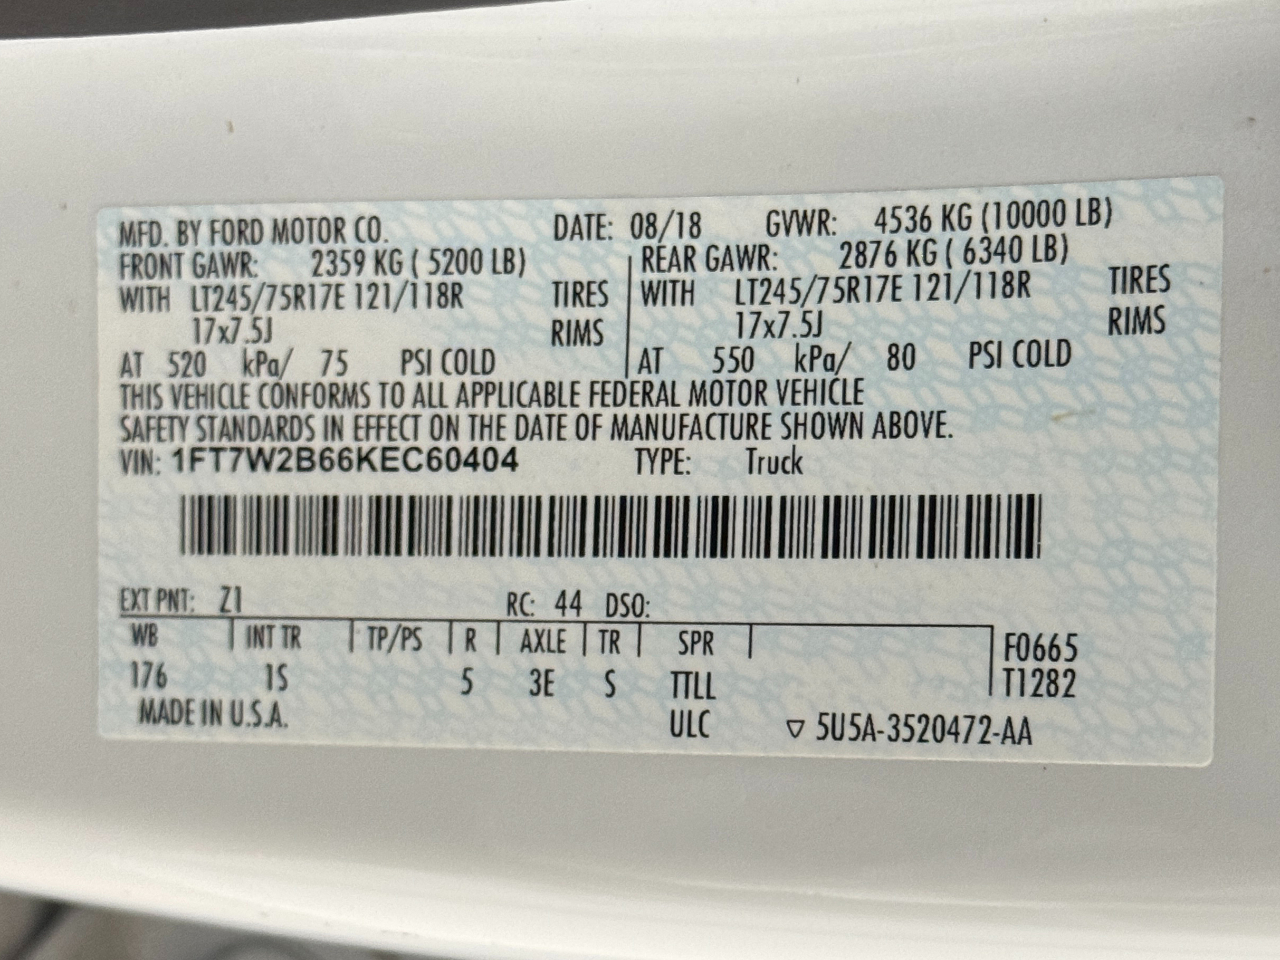 MFD. BY FORD MOTOR CO. DATE: 08/18 GVWR: 4536 KG (10000 LB)
FRONT GAWR: 2359 KG ( 5200 LB) REAR GAWR: 2876 KG ( 6340 LB)
WITH LT245/75R17E 121/118R TIRES WITH LT245/75R17E 121/118R TIRES
17x7.5J RIMS 17x7.5J RIMS
AT 520 kPa/ 75 PSI COLD AT 550 kPa/ 80 PSI COLD
THIS VEHICLE CONFORMS TO ALL APPLICABLE FEDERAL MOTOR VEHICLE
SAFETY STANDARDS IN EFFECT ON THE DATE OF MANUFACTURE SHOWN ABOVE.
VIN: 1FT7W2B66KEC60404 TYPE: Truck
EXT PNT: Z1 RC: 44 DSO:
WB INT TR TP/PS R AXLE TR SPR F0665
176 1S 5 3E S TTLL T1282
MADE IN U.S.A. ULC ▽ 5U5A-3520472-AA